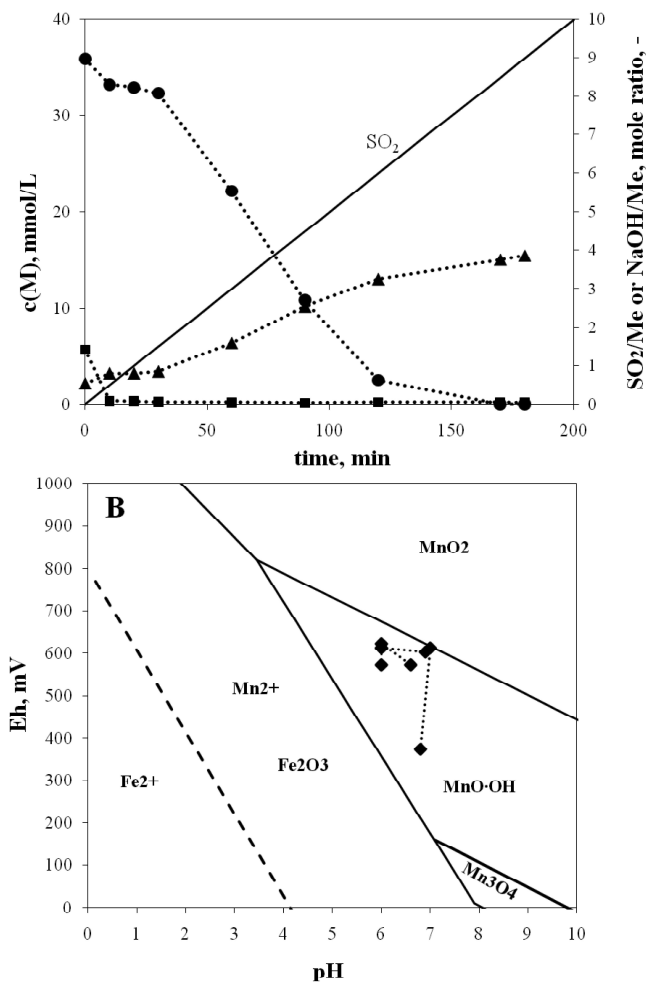 40
30
20
10
0
10
9
8
7
6
5
4
3
2
1
0
SO₂
c(M), mmol/L
SO₂/Me or NaOH/Me, mole ratio, -
0 50 100 150 200
time, min
B
1000
900
800
700
600
500
400
300
200
100
0
MnO2
Mn2+
Fe2O3
Fe2+
MnO·OH
Mn3O4
Eh, mV
0 1 2 3 4 5 6 7 8 9 10
pH